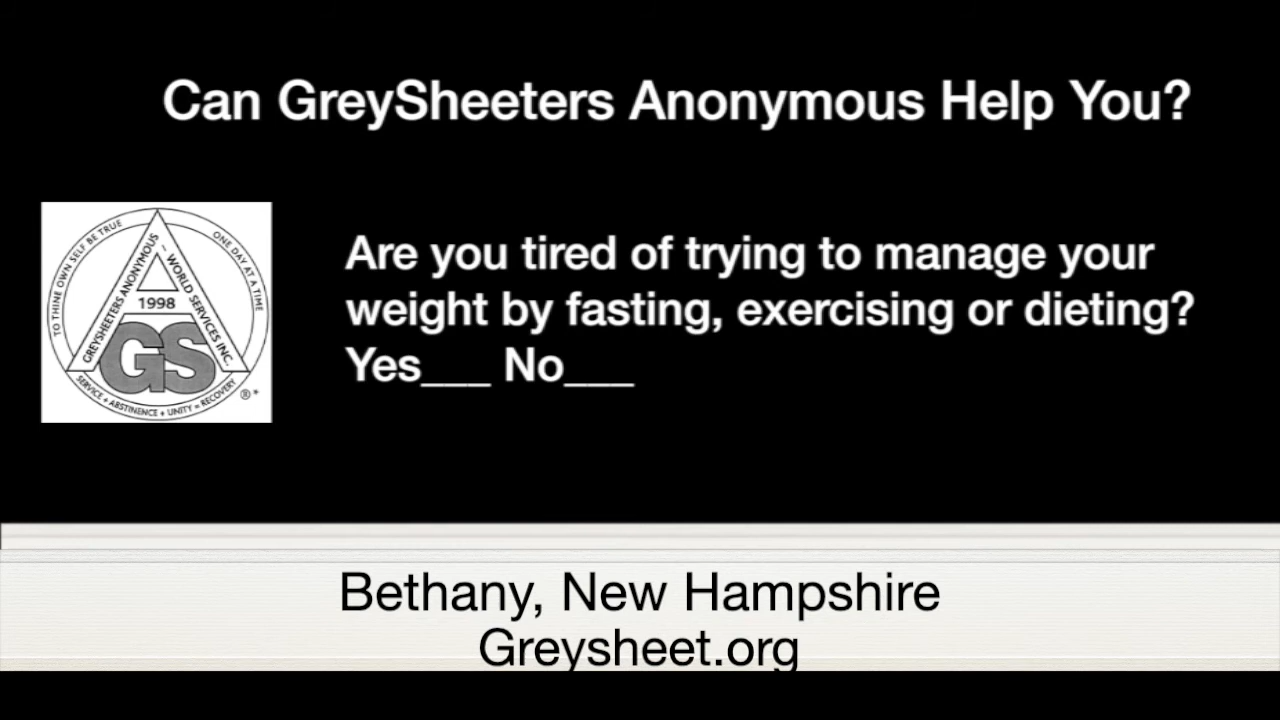 Can GreySheeters Anonymous Help You?
TO THINE OWN SELF BE TRUE
ONE DAY AT A TIME
GREYSHEETERS ANONYMOUS – WORLD SERVICES INC.
1998
GS
SERVICE + ABSTINENCE + UNITY = RECOVERY
®*
Are you tired of trying to manage your
weight by fasting, exercising or dieting?
Yes___ No___
Bethany, New Hampshire
Greysheet.org